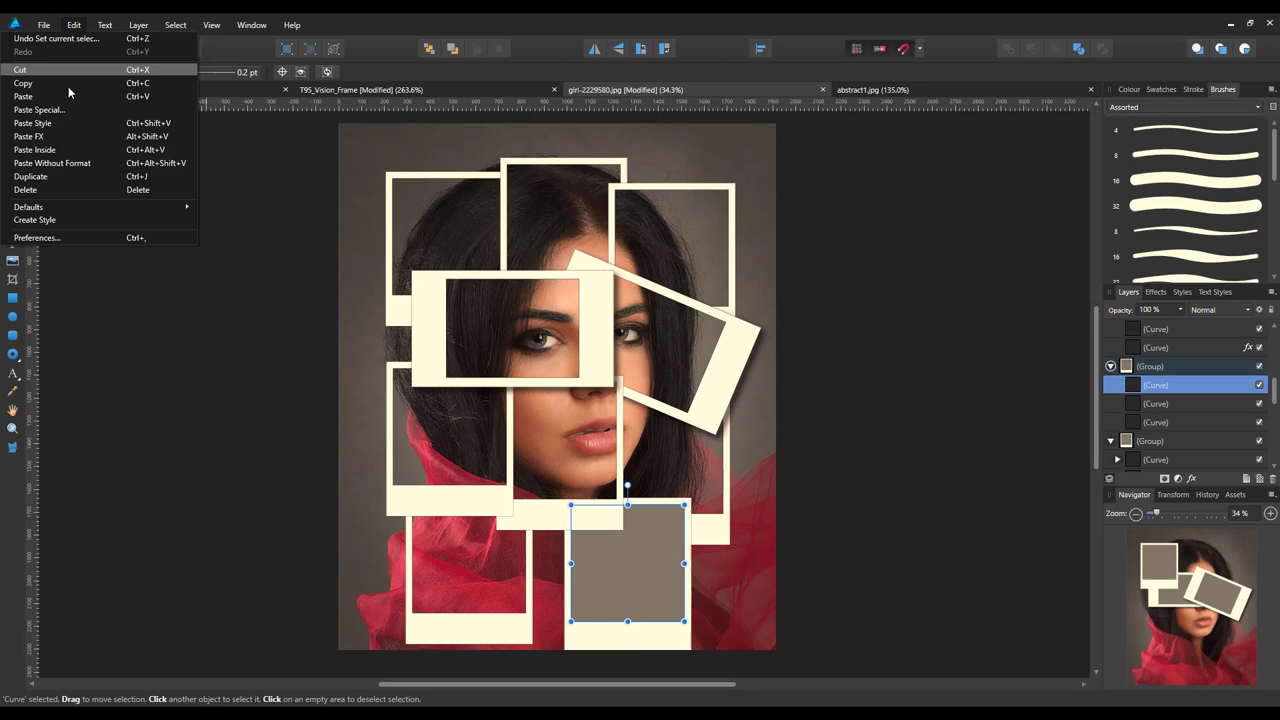 File Edit Text Layer Select View Window Help
Undo Set current selec... Ctrl+Z
Redo Ctrl+Y
Cut Ctrl+X
Copy Ctrl+C
Paste Ctrl+V
Paste Special...
Paste Style Ctrl+Shift+V
Paste FX Alt+Shift+V
Paste Inside Ctrl+Alt+V
Paste Without Format Ctrl+Alt+Shift+V
Duplicate Ctrl+J
Delete Delete
Defaults
Create Style
Preferences... Ctrl+,
0.2 pt
T95_Vision_Frame [Modified] (263.6%)
girl-2229580.jpg [Modified] (34.3%)
abstract1.jpg (135.0%)
Colour Swatches Stroke Brushes
Assorted
4
8
16
32
8
16
32
Layers Effects Styles Text Styles
Opacity: 100 % Normal
(Curve)
(Curve) fx
(Group)
(Curve)
(Curve)
(Curve)
(Group)
(Curve)
Navigator Transform History Assets
Zoom: 34 %
'Curve' selected. Drag to move selection. Click another object to select it. Click on an empty area to deselect selection.